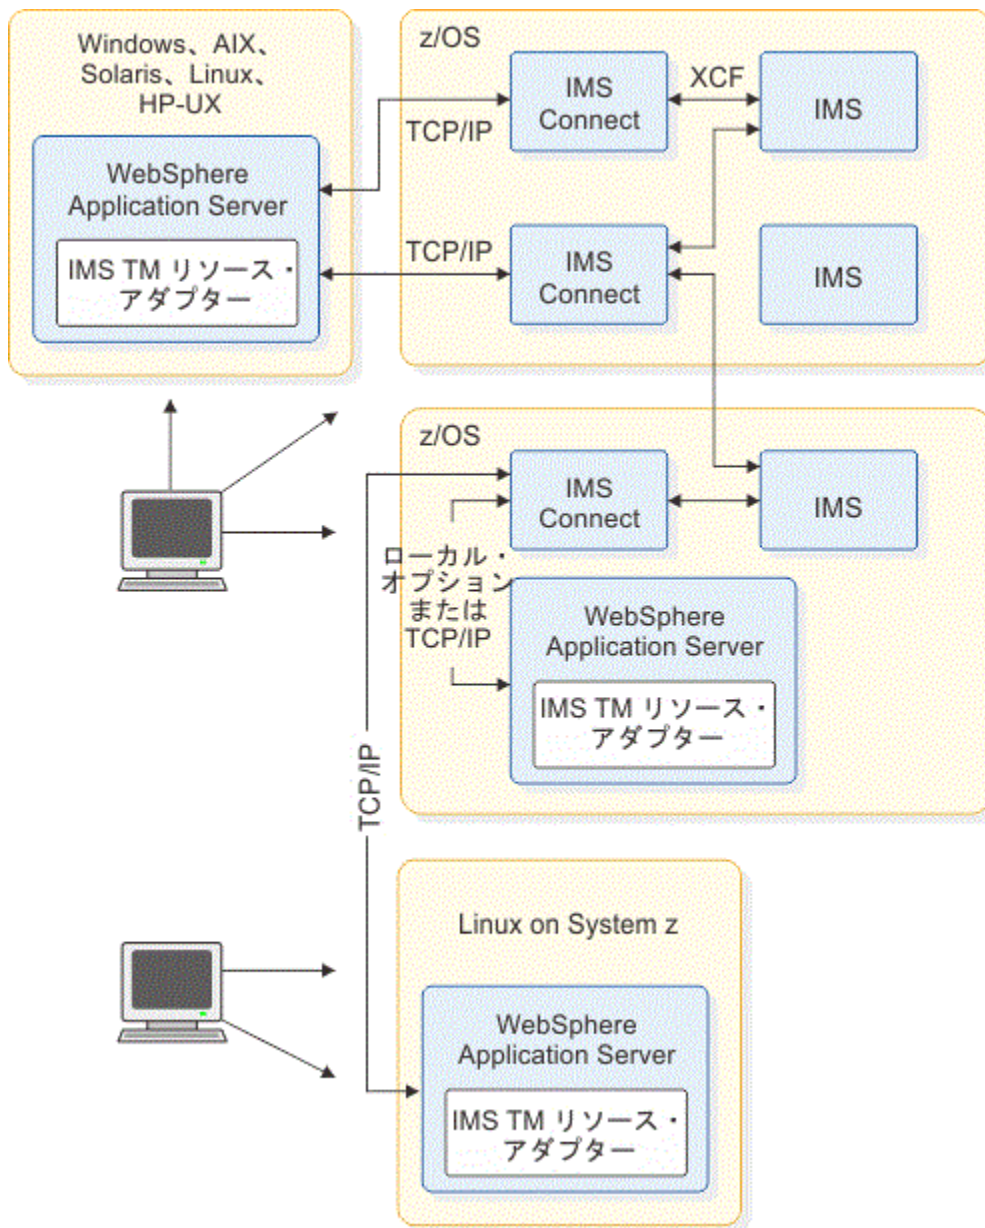 Windows、AIX、
Solaris、Linux、
HP-UX
WebSphere
Application Server
IMS TM リソース・
アダプター
z/OS
TCP/IP
IMS
Connect
XCF
IMS
TCP/IP
IMS
Connect
IMS
z/OS
IMS
Connect
IMS
ローカル・
オプション
または
TCP/IP
WebSphere
Application Server
IMS TM リソース・
アダプター
TCP/IP
Linux on System z
WebSphere
Application Server
IMS TM リソース・
アダプター